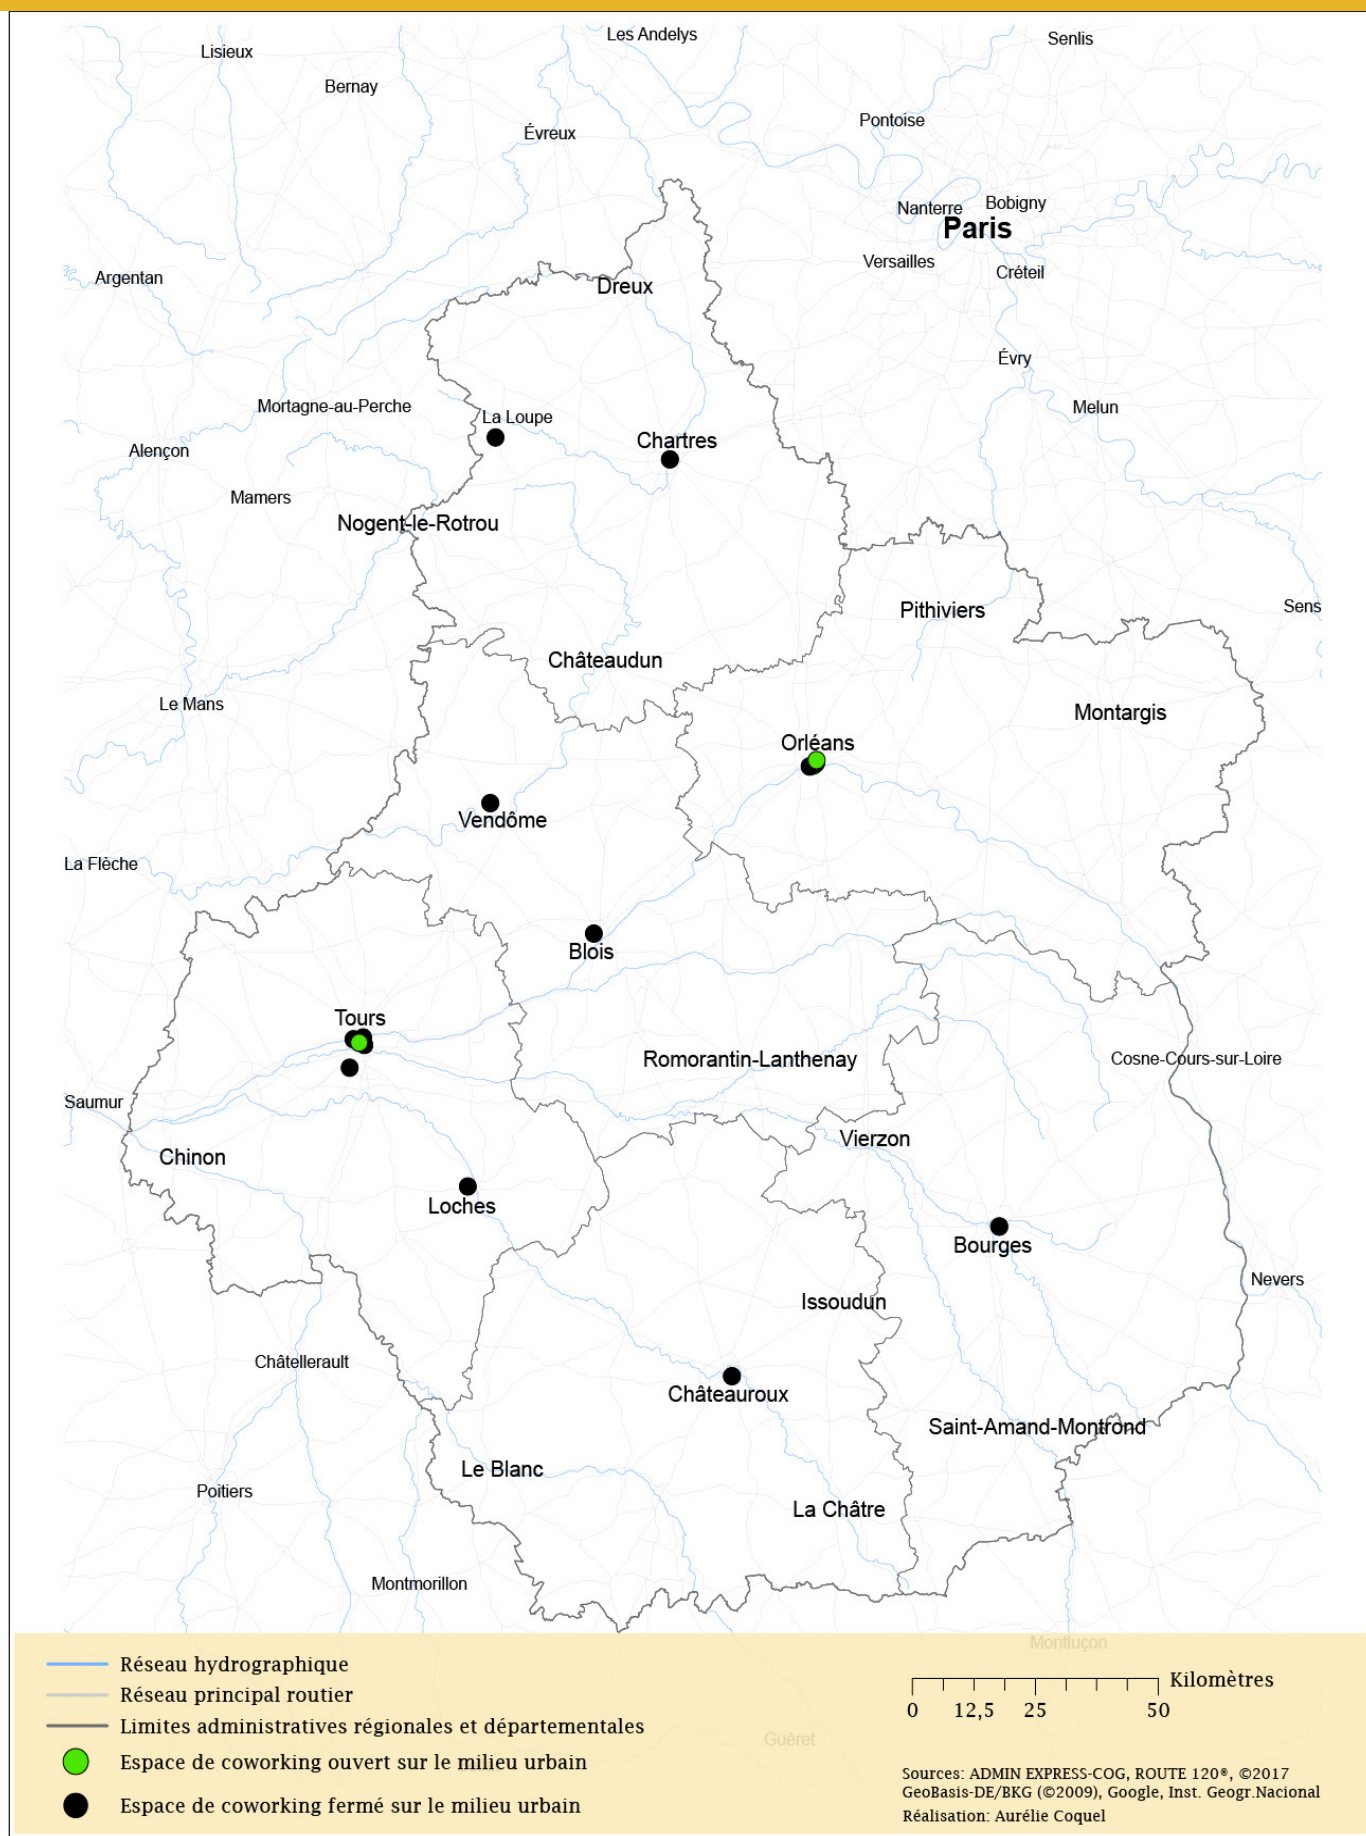 Les Andelys
Senlis
Lisieux
Bernay
Pontoise
Évreux
Nanterre
Bobigny
Paris
Versailles
Créteil
Argentan
Dreux
Évry
Mortagne-au-Perche
Melun
La Loupe
Chartres
Alençon
Mamers
Nogent-le-Rotrou
Pithiviers
Sens
Châteaudun
Le Mans
Montargis
Orléans
Vendôme
La Flèche
Blois
Tours
Romorantin-Lanthenay
Cosne-Cours-sur-Loire
Saumur
Vierzon
Chinon
Loches
Bourges
Nevers
Issoudun
Châtellerault
Châteauroux
Saint-Amand-Montrond
Le Blanc
Poitiers
La Châtre
Montmorillon
Montluçon
Réseau hydrographique
Réseau principal routier
Limites administratives régionales et départementales
Espace de coworking ouvert sur le milieu urbain
Espace de coworking fermé sur le milieu urbain
Kilomètres
0 12,5 25 50
Guéret
Sources: ADMIN EXPRESS-COG, ROUTE 120®, ©2017
GeoBasis-DE/BKG (©2009), Google, Inst. Geogr.Nacional
Réalisation: Aurélie Coquel